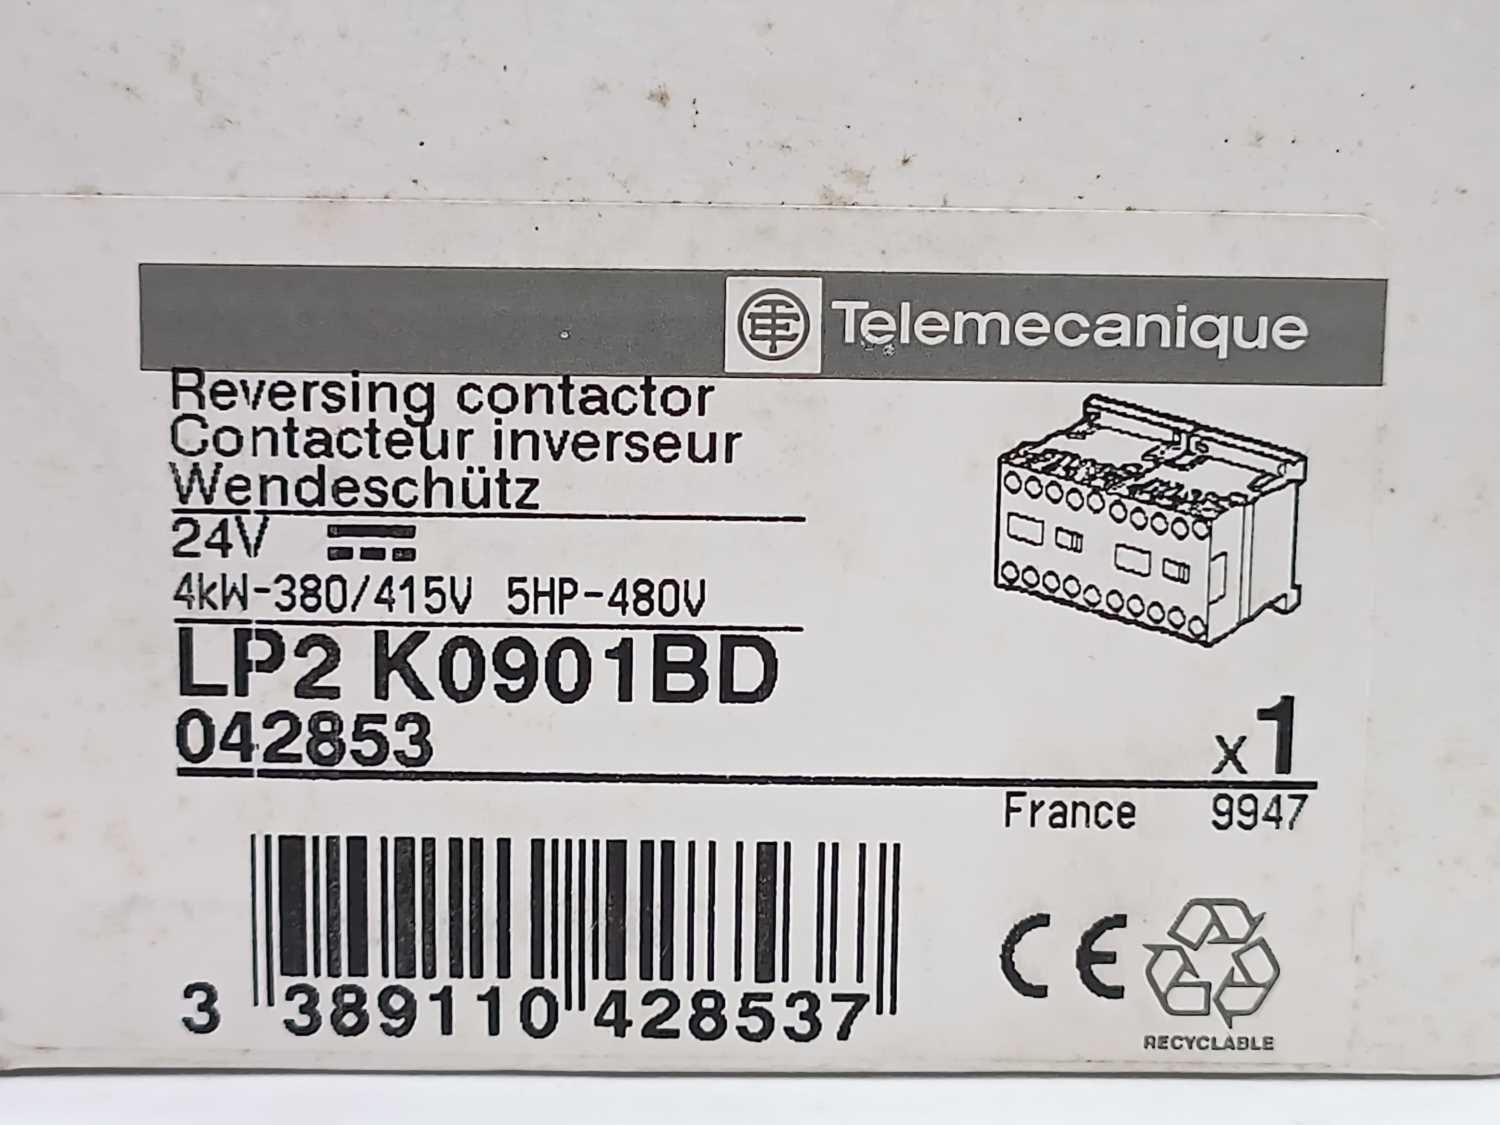 Telemecanique
Reversing contactor
Contacteur inverseur
Wendeschütz
24V
4kW-380/415V 5HP-480V
LP2 K0901BD
042853
x1
France 9947
3 389110 428537
CE
RECYCLABLE